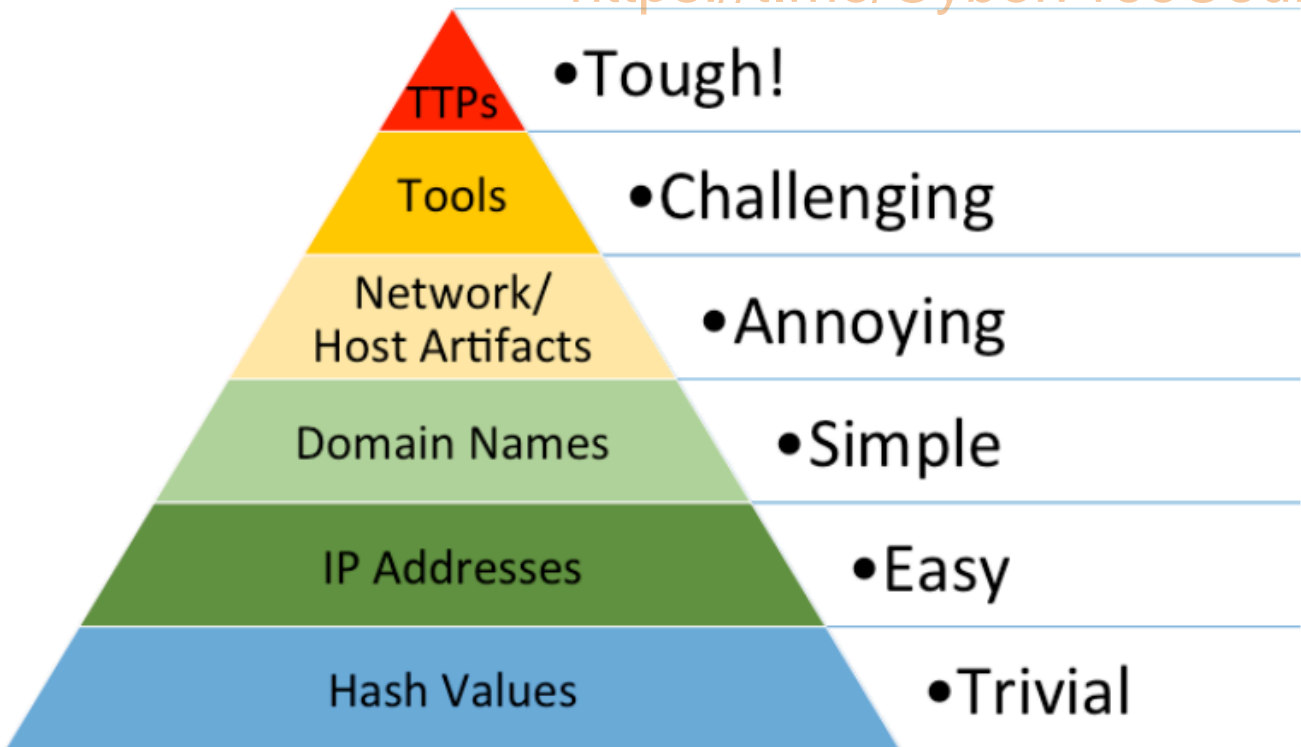 TTPs
•Tough!
Tools
•Challenging
Network/
Host Artifacts
•Annoying
Domain Names
•Simple
IP Addresses
•Easy
Hash Values
•Trivial